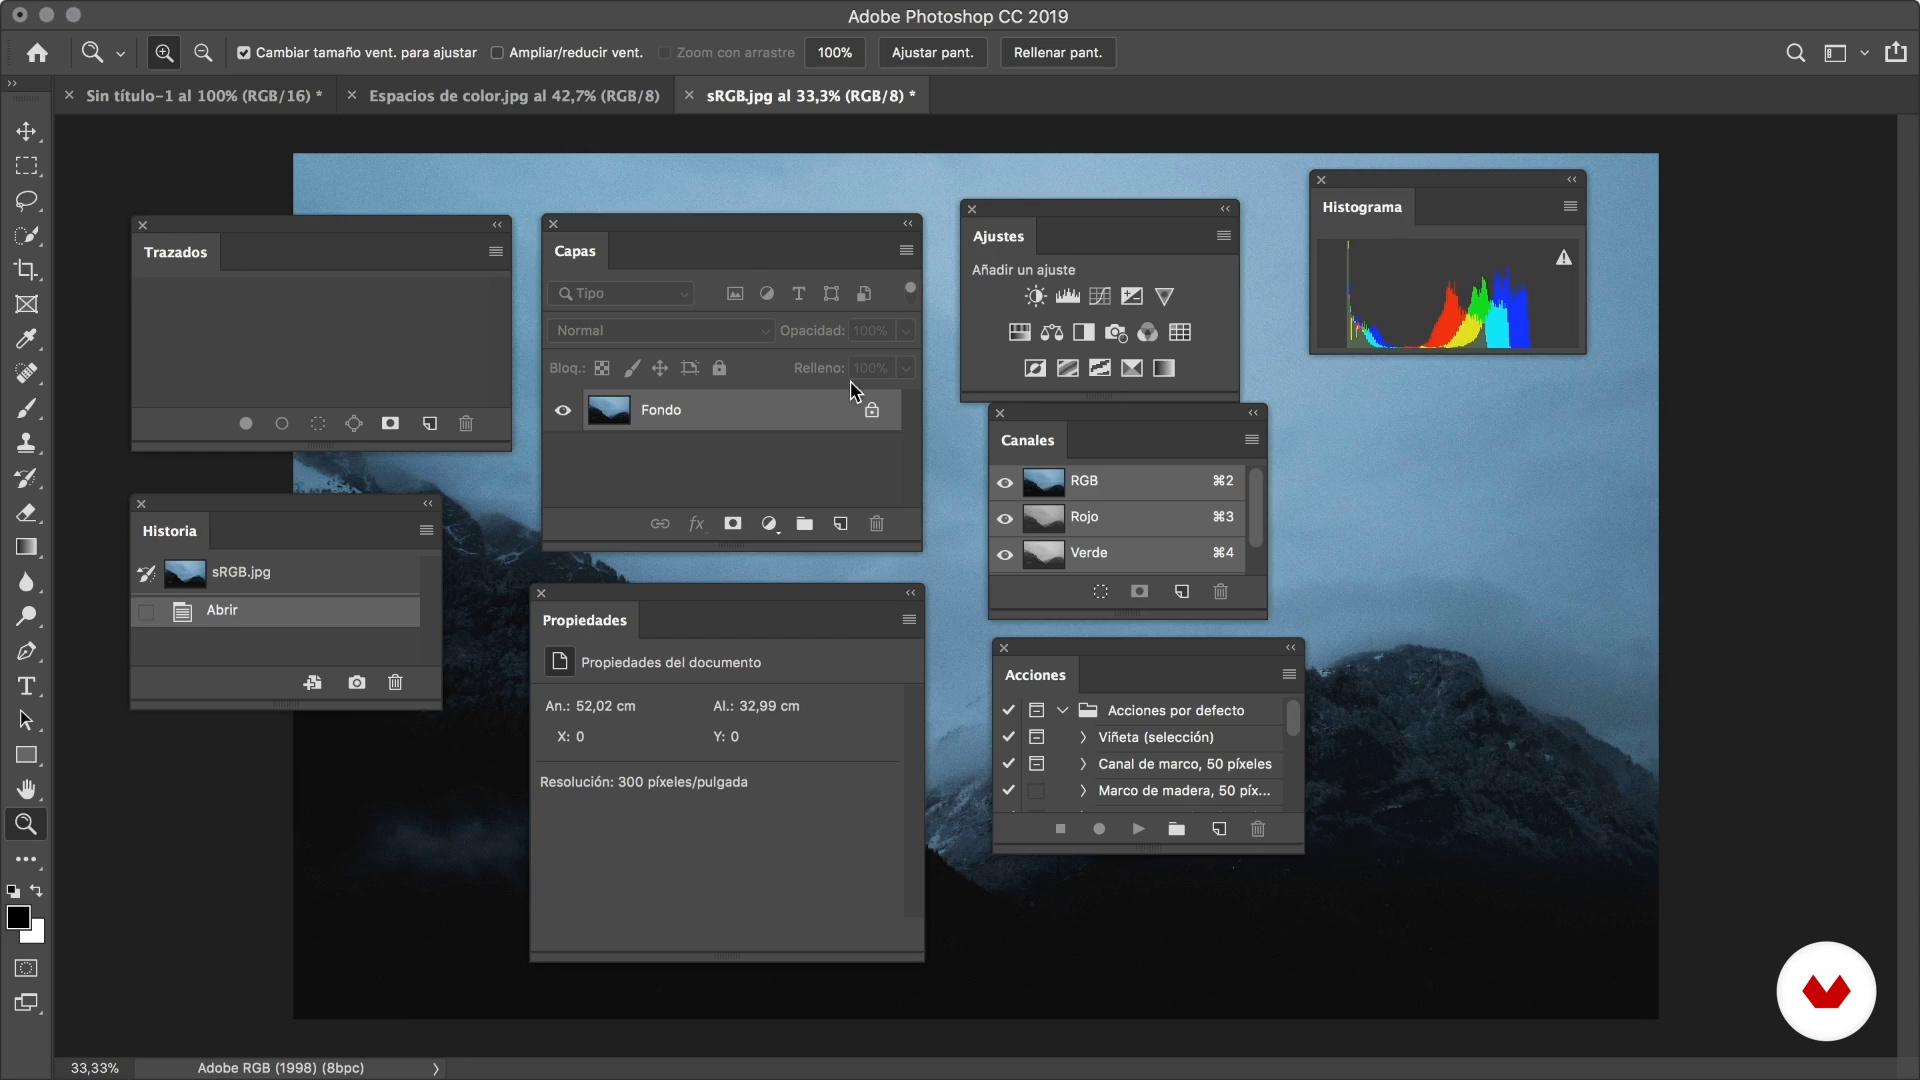 Adobe Photoshop CC 2019
Cambiar tamaño vent. para ajustar
Ampliar/reducir vent.
Zoom con arrastre
100%
Ajustar pant.
Rellenar pant.
Sin título-1 al 100% (RGB/16) *
Espacios de color.jpg al 42,7% (RGB/8)
sRGB.jpg al 33,3% (RGB/8) *
Trazados
Capas
Tipo
Normal
Opacidad: 100%
Bloq.:
Relleno: 100%
Fondo
fx
Ajustes
Añadir un ajuste
Histograma
Canales
RGB ⌘2
Rojo ⌘3
Verde ⌘4
Historia
sRGB.jpg
Abrir
Propiedades
Propiedades del documento
An.: 52,02 cm
Al.: 32,99 cm
X: 0
Y: 0
Resolución: 300 píxeles/pulgada
Acciones
Acciones por defecto
Viñeta (selección)
Canal de marco, 50 píxeles
Marco de madera, 50 píx...
33,33%
Adobe RGB (1998) (8bpc)